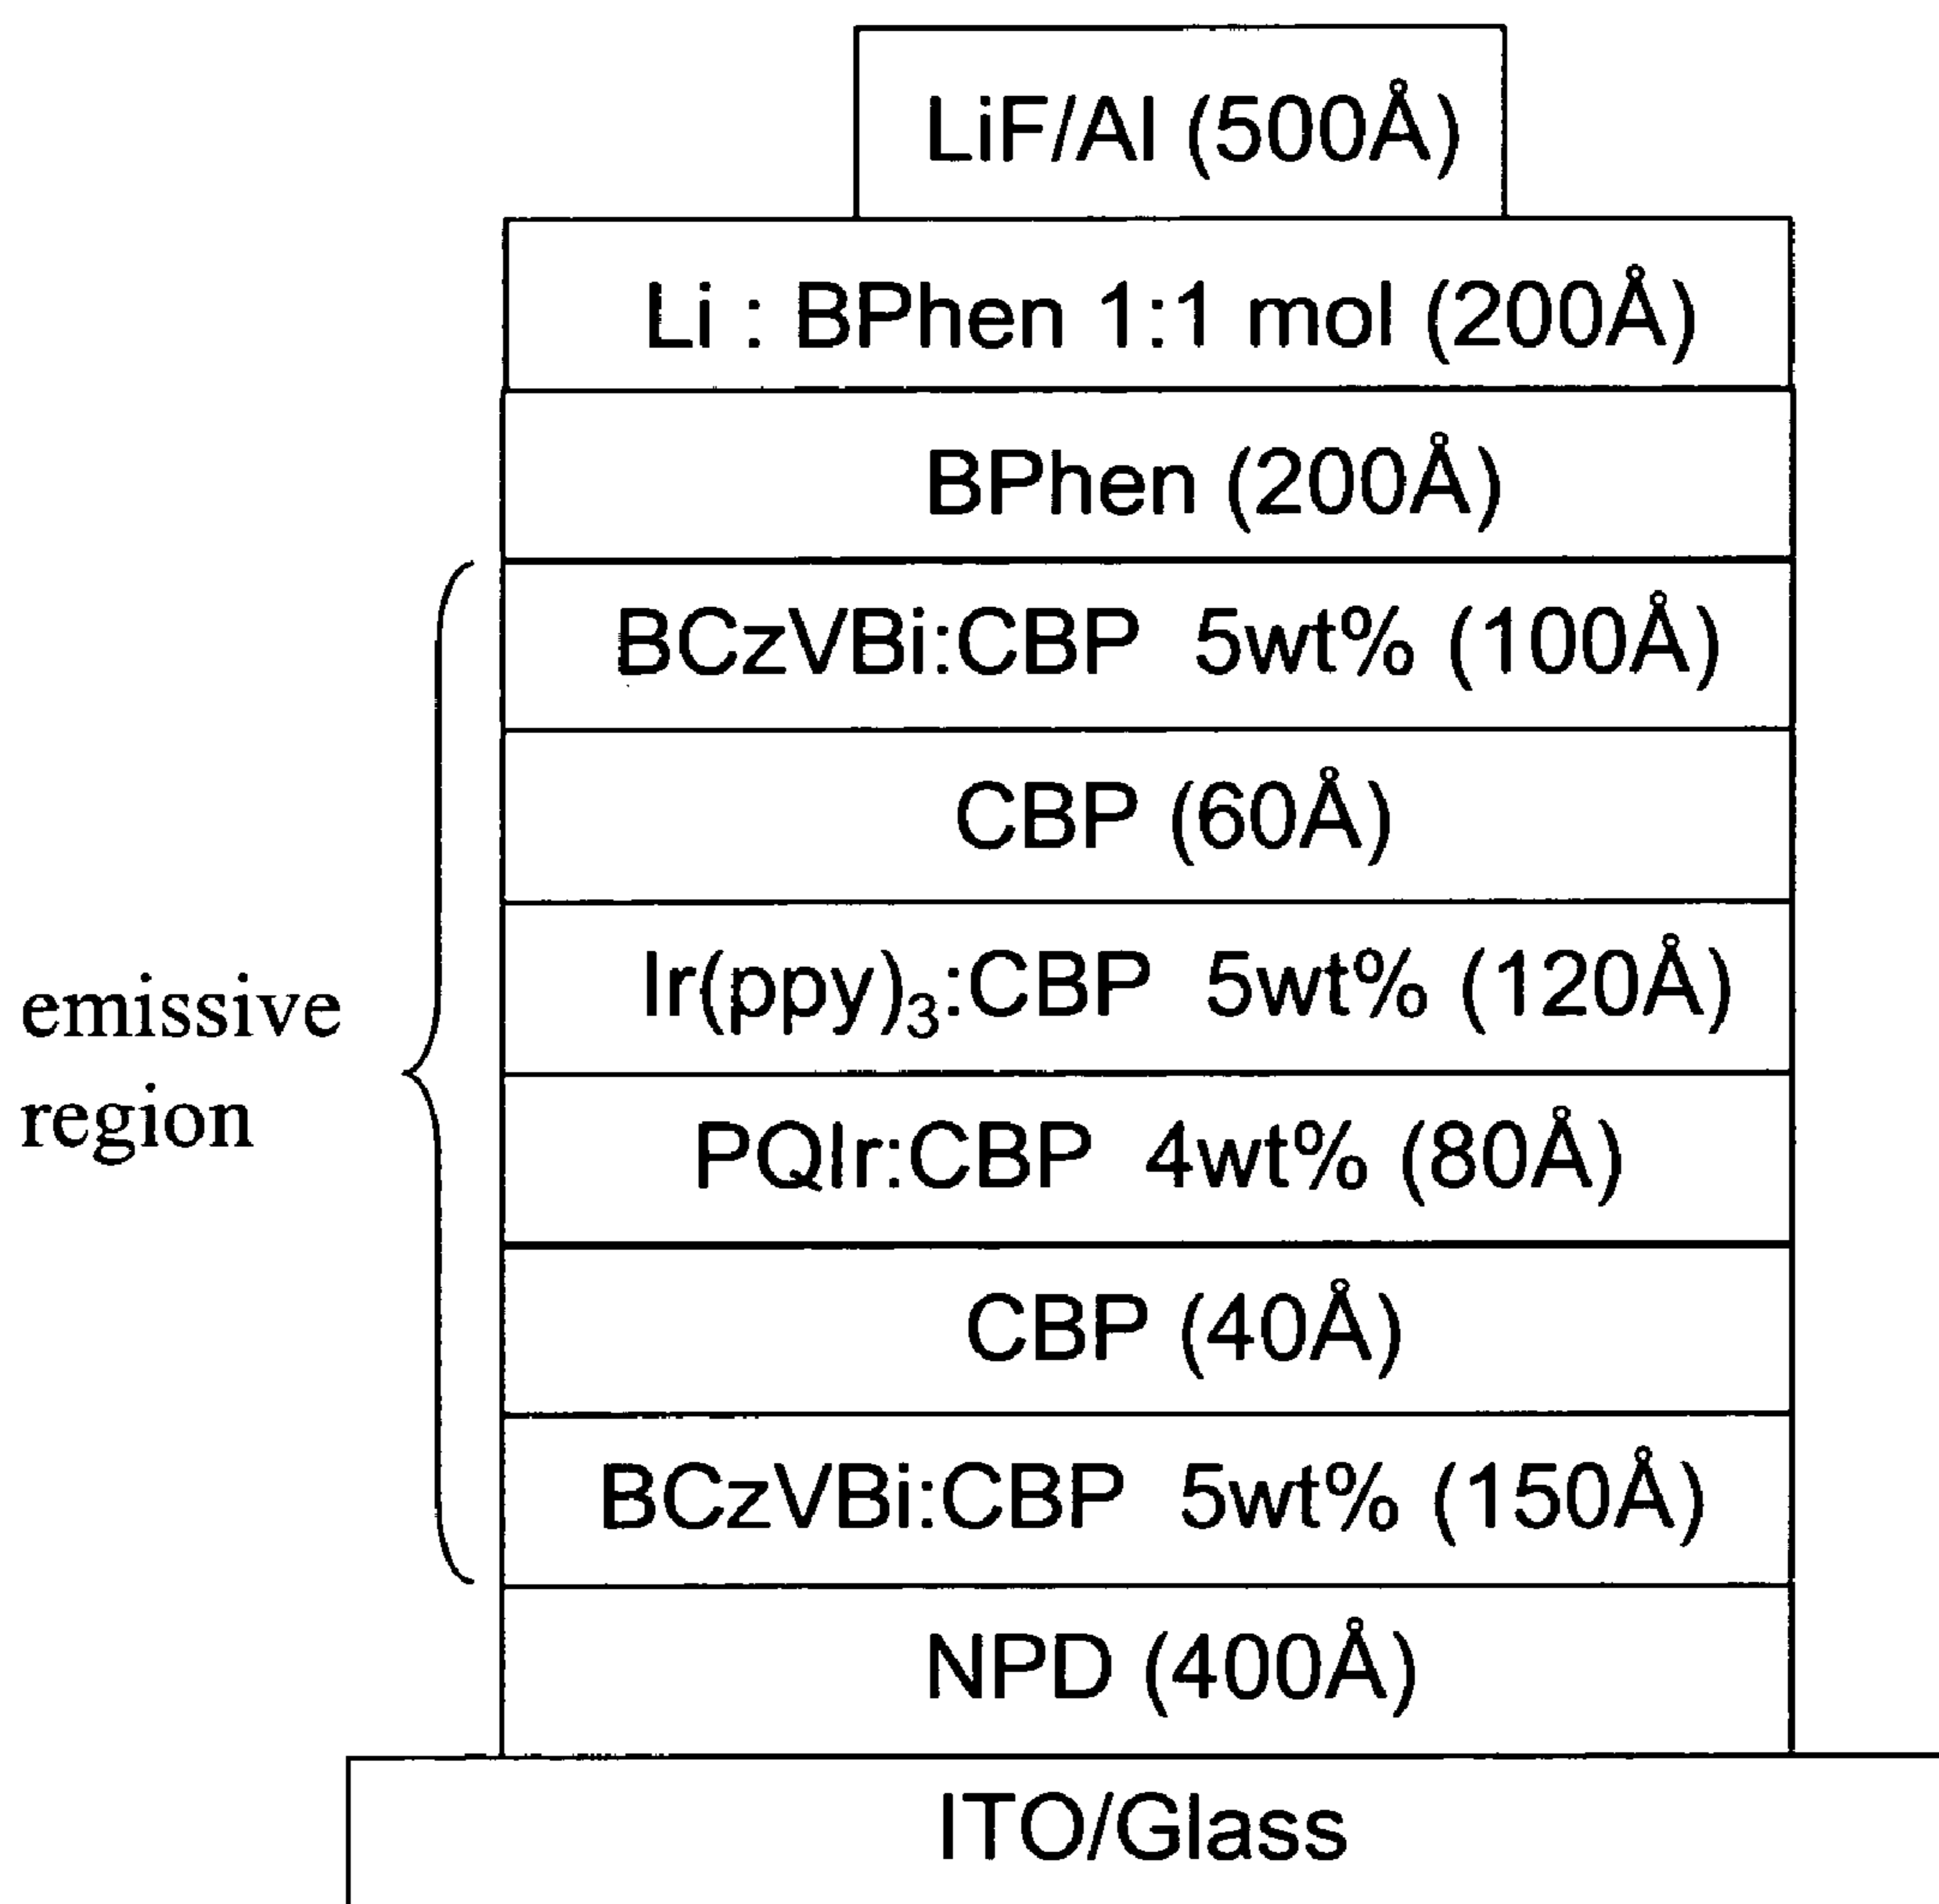 LiF/Al (500Å)
Li : BPhen 1:1 mol (200Å)
BPhen (200Å)
BCzVBi:CBP 5wt% (100Å)
CBP (60Å)
Ir(ppy)₃:CBP 5wt% (120Å)
emissive
region
PQIr:CBP 4wt% (80Å)
CBP (40Å)
BCzVBi:CBP 5wt% (150Å)
NPD (400Å)
ITO/Glass